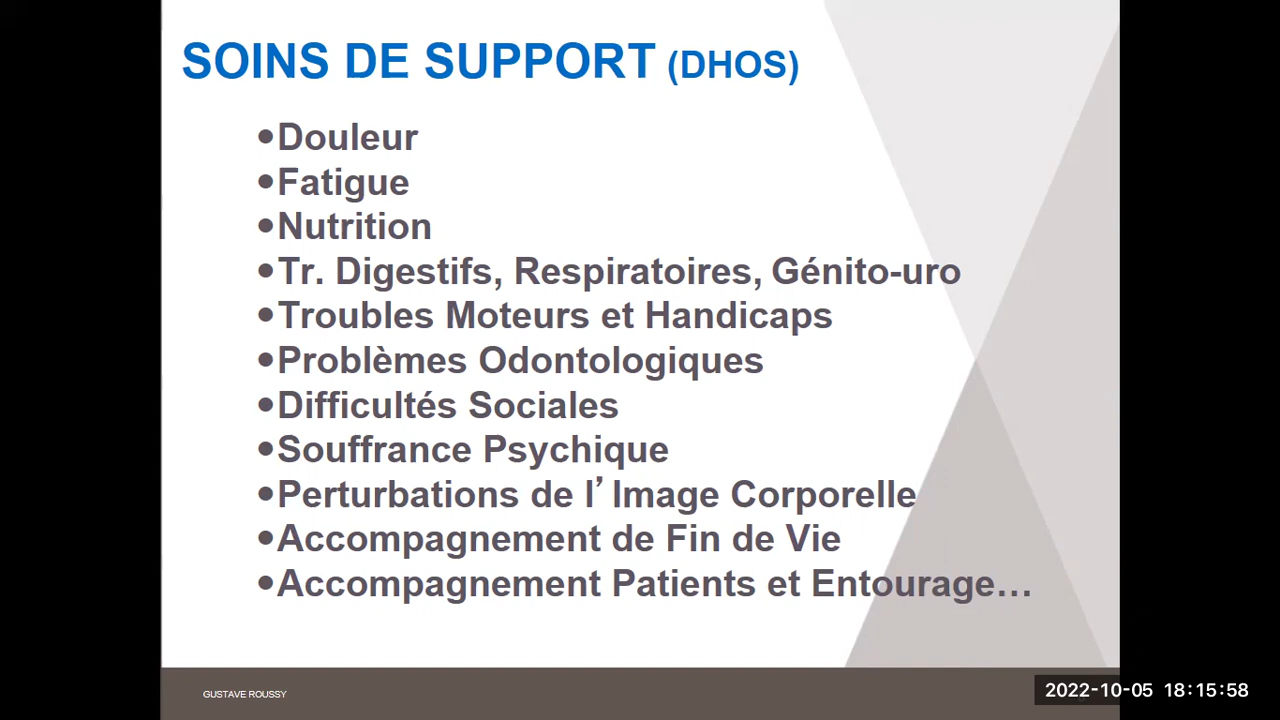 SOINS DE SUPPORT (DHOS)
•Douleur
•Fatigue
•Nutrition
•Tr. Digestifs, Respiratoires, Génito-uro
•Troubles Moteurs et Handicaps
•Problèmes Odontologiques
•Difficultés Sociales
•Souffrance Psychique
•Perturbations de l’Image Corporelle
•Accompagnement de Fin de Vie
•Accompagnement Patients et Entourage…
GUSTAVE ROUSSY
2022-10-05 18:15:58